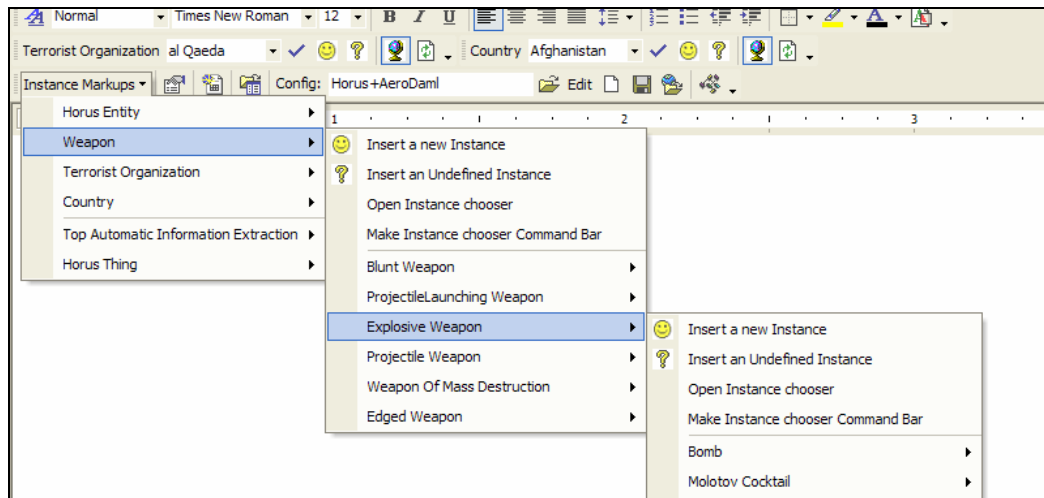 Normal Times New Roman 12 B I U A
Terrorist Organization al Qaeda Country Afghanistan
Instance Markups Config: Horus+AeroDaml Edit
1 2 3
Horus Entity
Weapon
Terrorist Organization
Country
Top Automatic Information Extraction
Horus Thing
Insert a new Instance
Insert an Undefined Instance
Open Instance chooser
Make Instance chooser Command Bar
Blunt Weapon
ProjectileLaunching Weapon
Explosive Weapon
Projectile Weapon
Weapon Of Mass Destruction
Edged Weapon
Insert a new Instance
Insert an Undefined Instance
Open Instance chooser
Make Instance chooser Command Bar
Bomb
Molotov Cocktail